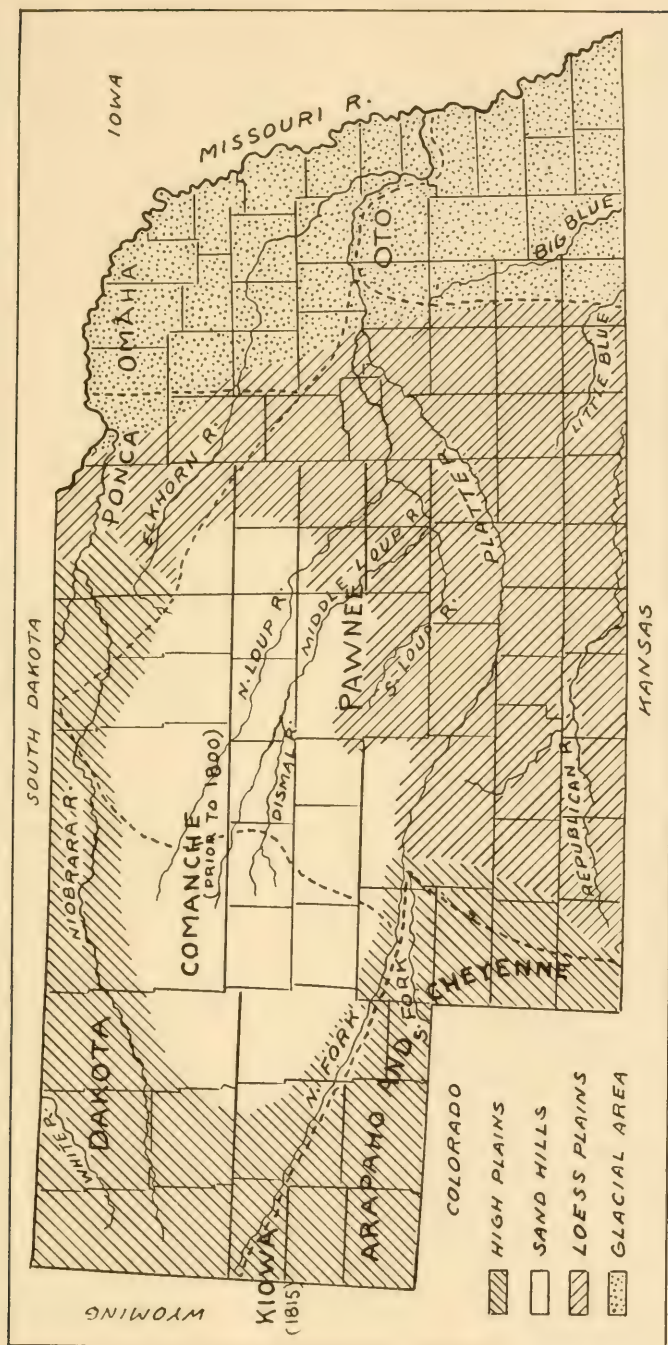 SOUTH DAKOTA
IOWA
MISSOURI R.
WYOMING
WHITE R.
DAKOTA
NIOBRARA R.
PONCA
OMAHA
ELKHORN R.
COMANCHE
(PRIOR TO 1800)
N. LOUP R.
MIDDLE LOUP R.
DISMAL R.
PAWNEE
S. LOUP R.
OTO
KIOWA
(1815)
N. FORK
ARAPAHO AND CHEYENNE
S. FORK
PLATTE R.
BIG BLUE
LITTLE BLUE
REPUBLICAN R.
COLORADO
KANSAS
HIGH PLAINS
SAND HILLS
LOESS PLAINS
GLACIAL AREA